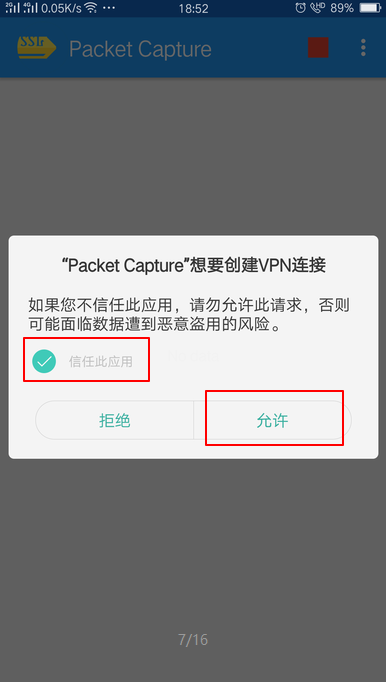 2G 4G 0.05K/s 18:52 HD 89%
SSL Packet Capture
“Packet Capture”想要创建VPN连接
如果您不信任此应用，请勿允许此请求，否则
可能面临数据遭到恶意盗用的风险。
信任此应用
拒绝 允许
7/16